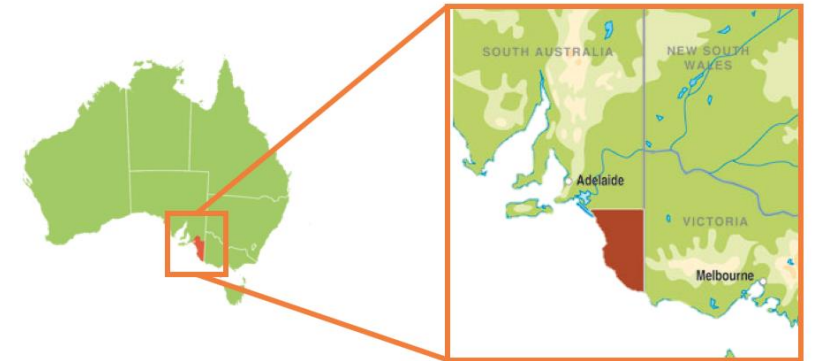 SOUTH AUSTRALIA
NEW SOUTH
WALES
Adelaide
VICTORIA
Melbourne